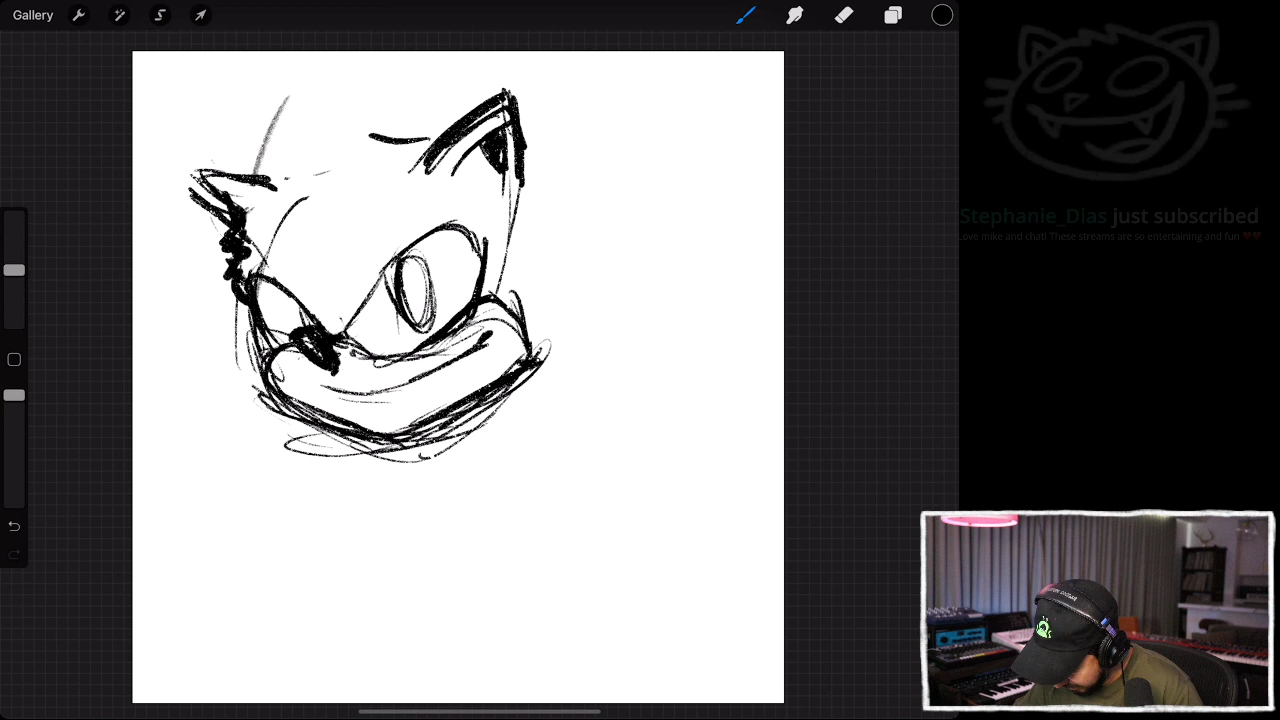 Gallery
Stephanie_Dias just subscribed
Love mike and chat! These streams are so entertaining and fun ❤️❤️